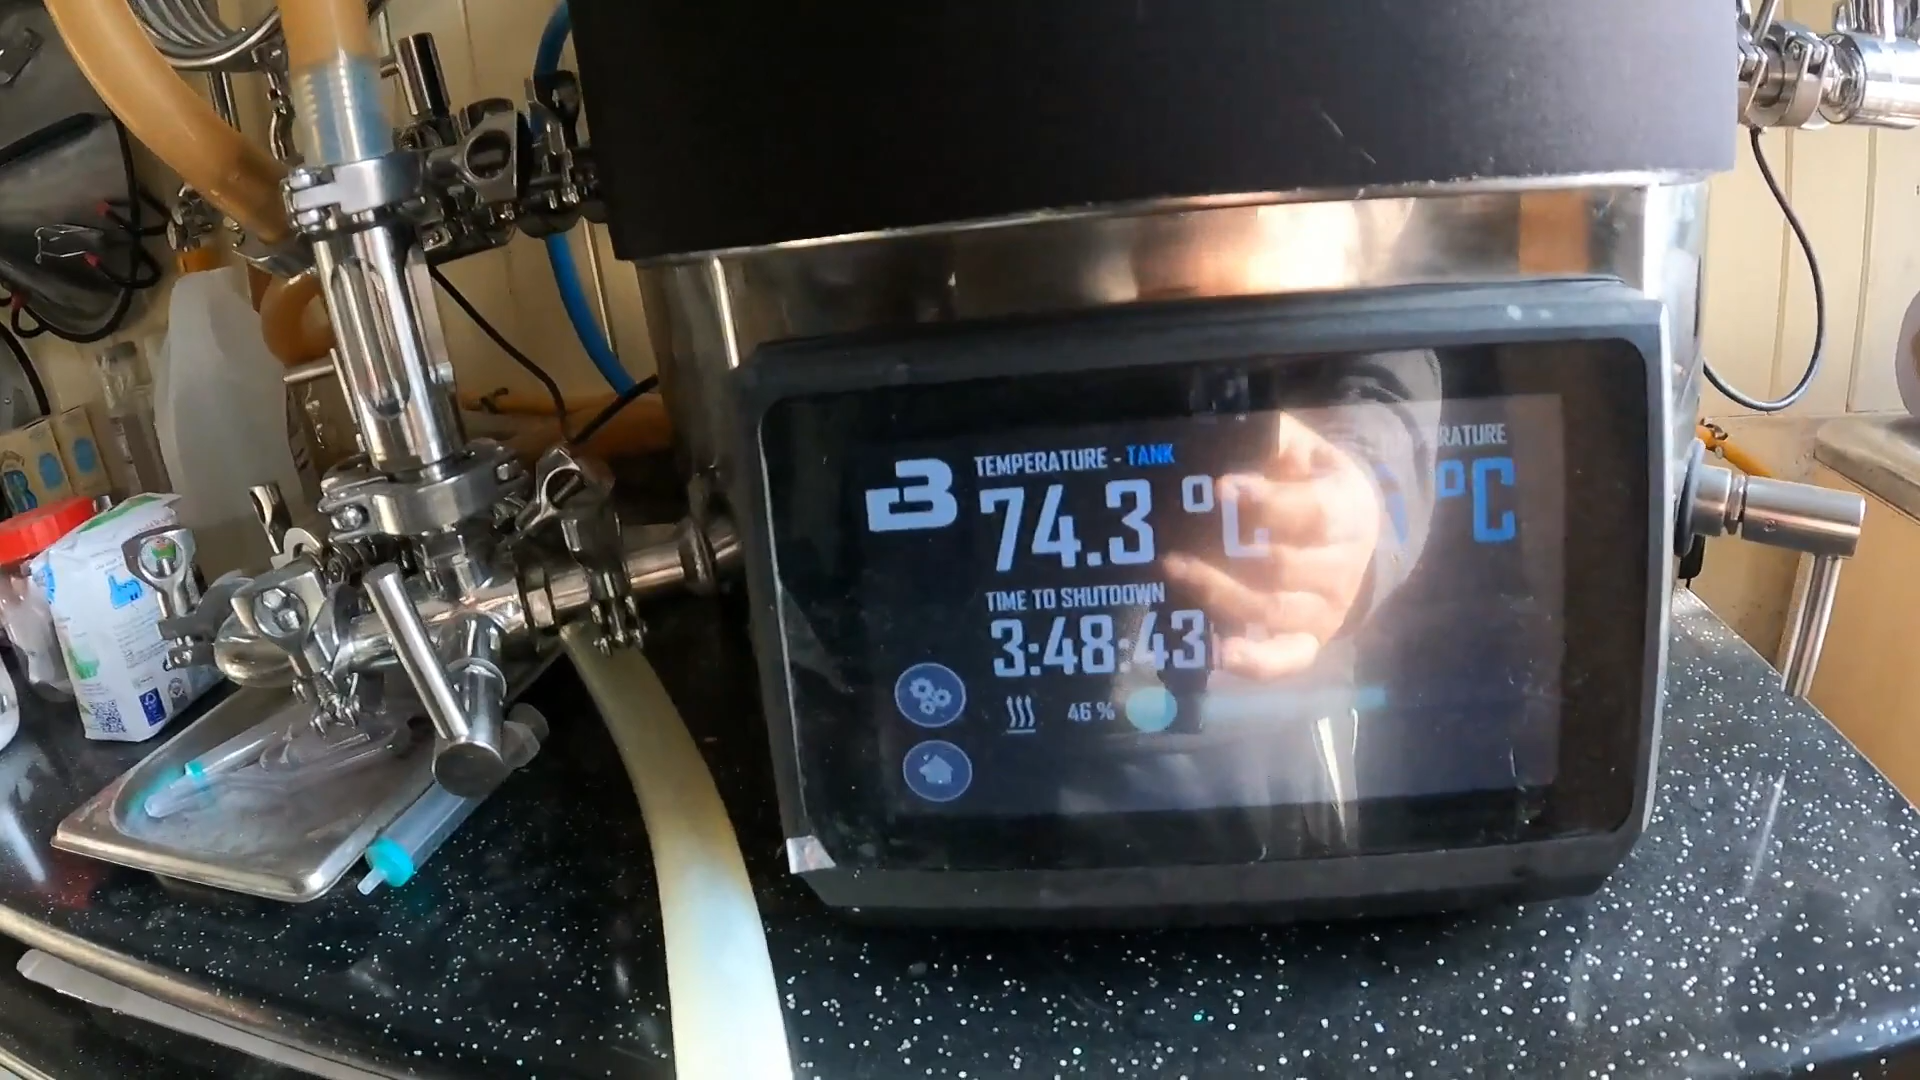 TEMPERATURE - TANK
74.3 °C
RATURE
°C
TIME TO SHUTDOWN
3:48:43
46 %